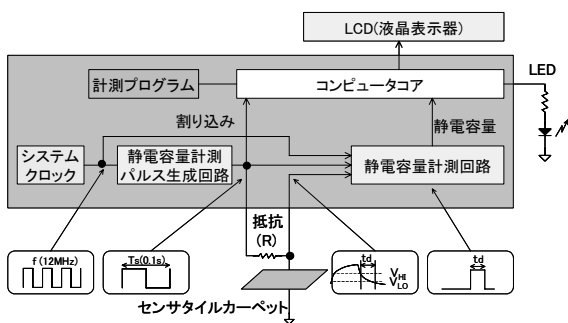 LCD(液晶表示器)
計測プログラム
コンピュータコア
LED
割り込み
静電容量
システム
クロック
静電容量計測
パルス生成回路
静電容量計測回路
抵抗
(R)
f (12MHz)
Ts(0.1s)
td
VHI
VLO
td
センサタイルカーペット